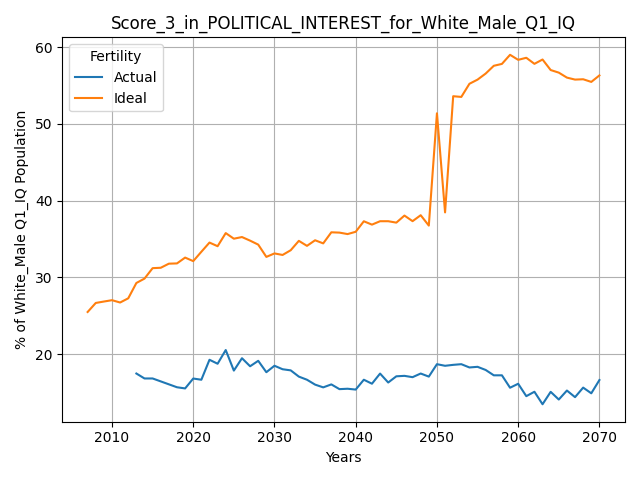 Score_3_in_POLITICAL_INTEREST_for_White_Male_Q1_IQ
Fertility
Actual
Ideal
% of White_Male Q1_IQ Population
60
50
40
30
20
2010 2020 2030 2040 2050 2060 2070
Years